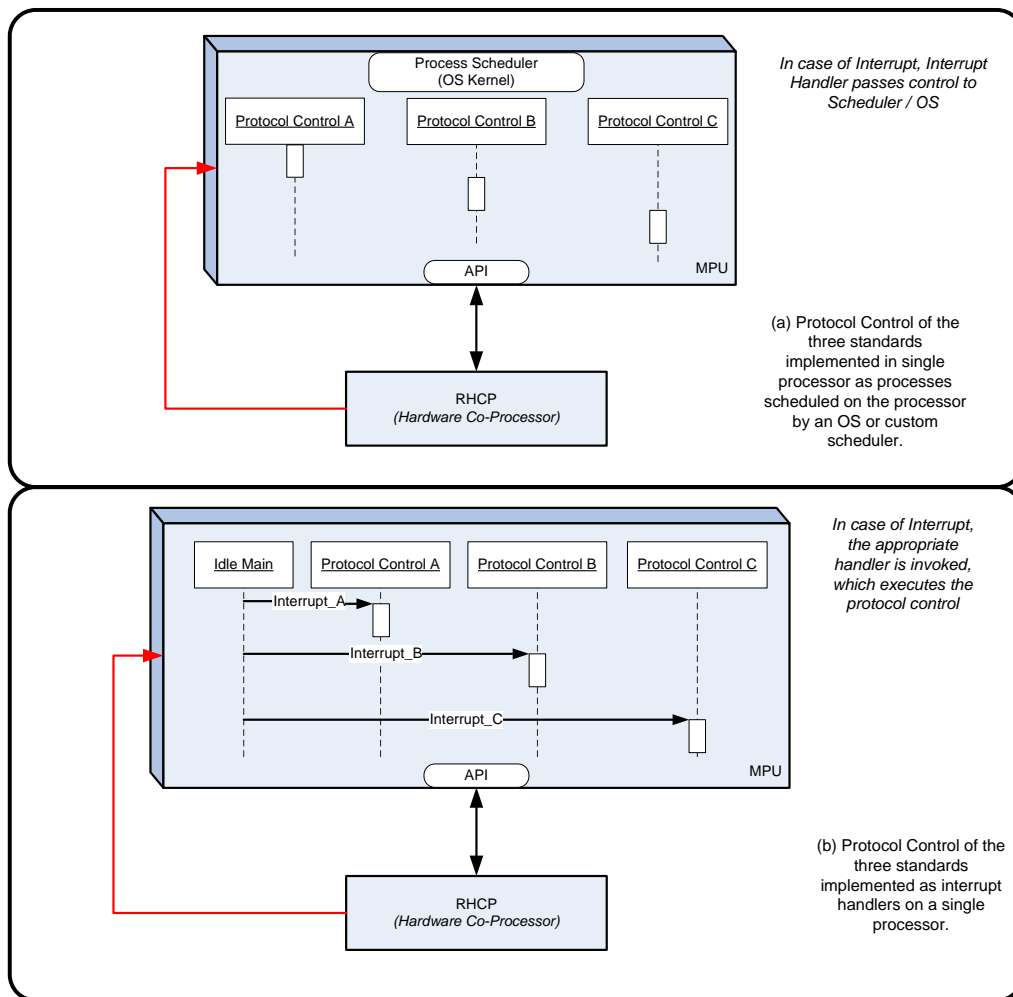 Process Scheduler
(OS Kernel)
In case of Interrupt, Interrupt
Handler passes control to
Scheduler / OS
Protocol Control A
Protocol Control B
Protocol Control C
MPU
API
(a) Protocol Control of the
three standards
implemented in single
processor as processes
scheduled on the processor
by an OS or custom
scheduler.
RHCP
(Hardware Co-Processor)
In case of Interrupt,
the appropriate
handler is invoked,
which executes the
protocol control
Idle Main
Protocol Control A
Protocol Control B
Protocol Control C
Interrupt_A
Interrupt_B
Interrupt_C
MPU
API
(b) Protocol Control of the
three standards
implemented as interrupt
handlers on a single
processor.
RHCP
(Hardware Co-Processor)